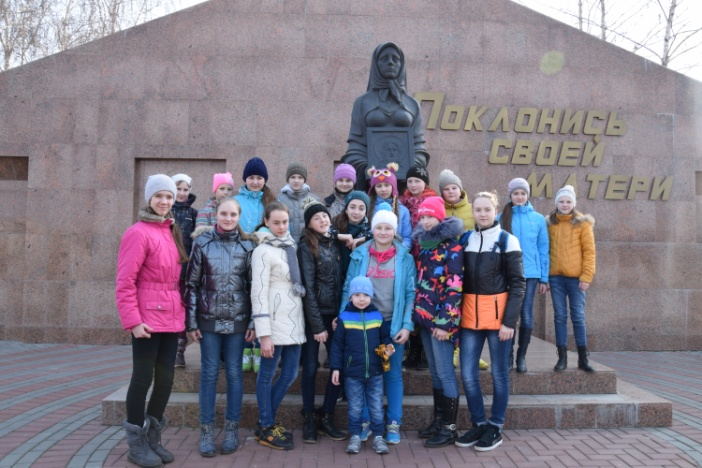 Поклонись
своей
матери